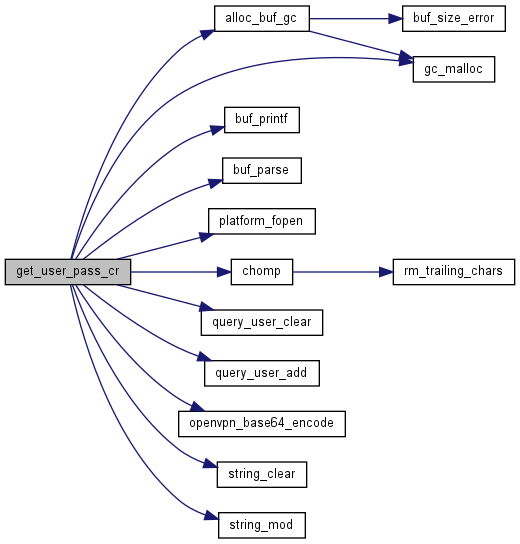 alloc_buf_gc
buf_size_error
gc_malloc
buf_printf
buf_parse
platform_fopen
get_user_pass_cr
chomp
rm_trailing_chars
query_user_clear
query_user_add
openvpn_base64_encode
string_clear
string_mod